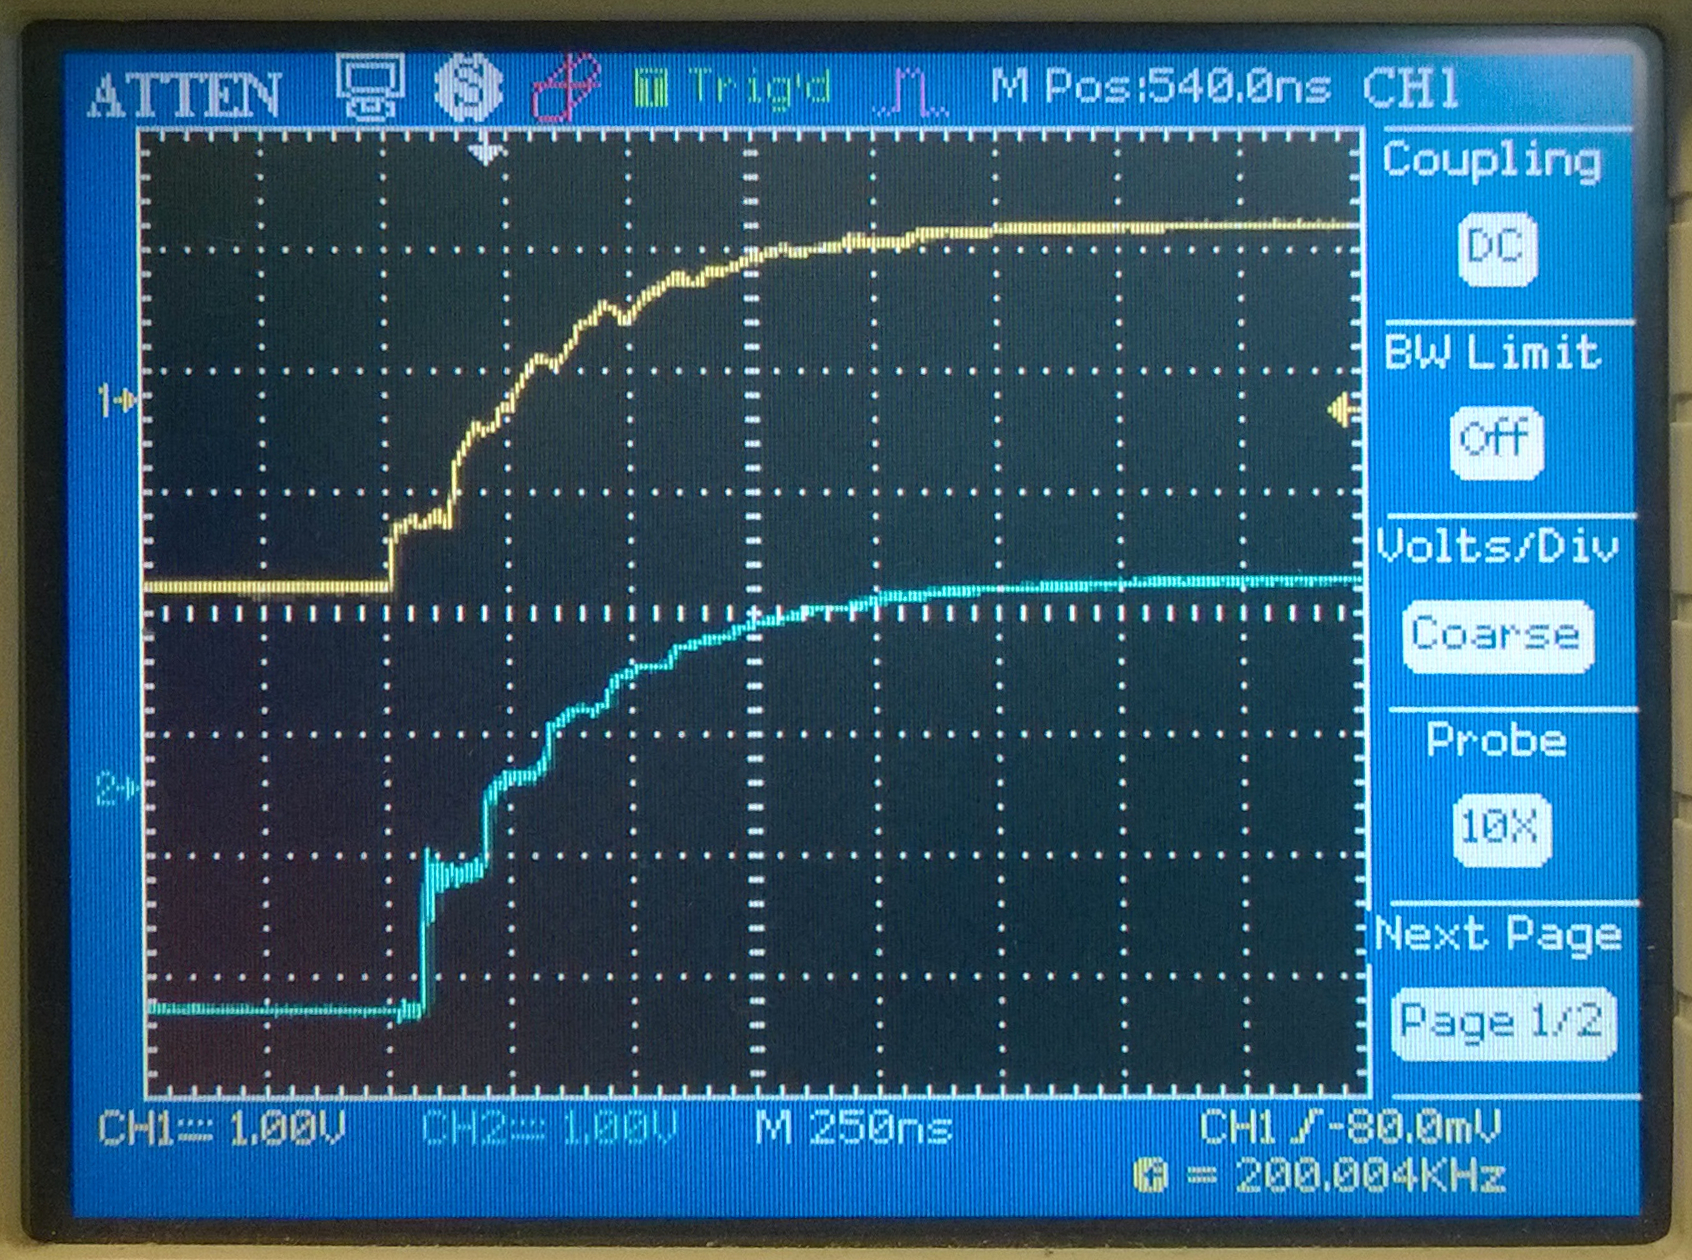 ATTEN T Trig'd M Pos:540.0ns CH1
Coupling
DC
BW Limit
Off
Volts/Div
Coarse
Probe
10X
Next Page
Page 1/2
1
2
CH1 1.00V CH2 1.00V M 250ns CH1 -80.0mV
= 200.004KHz